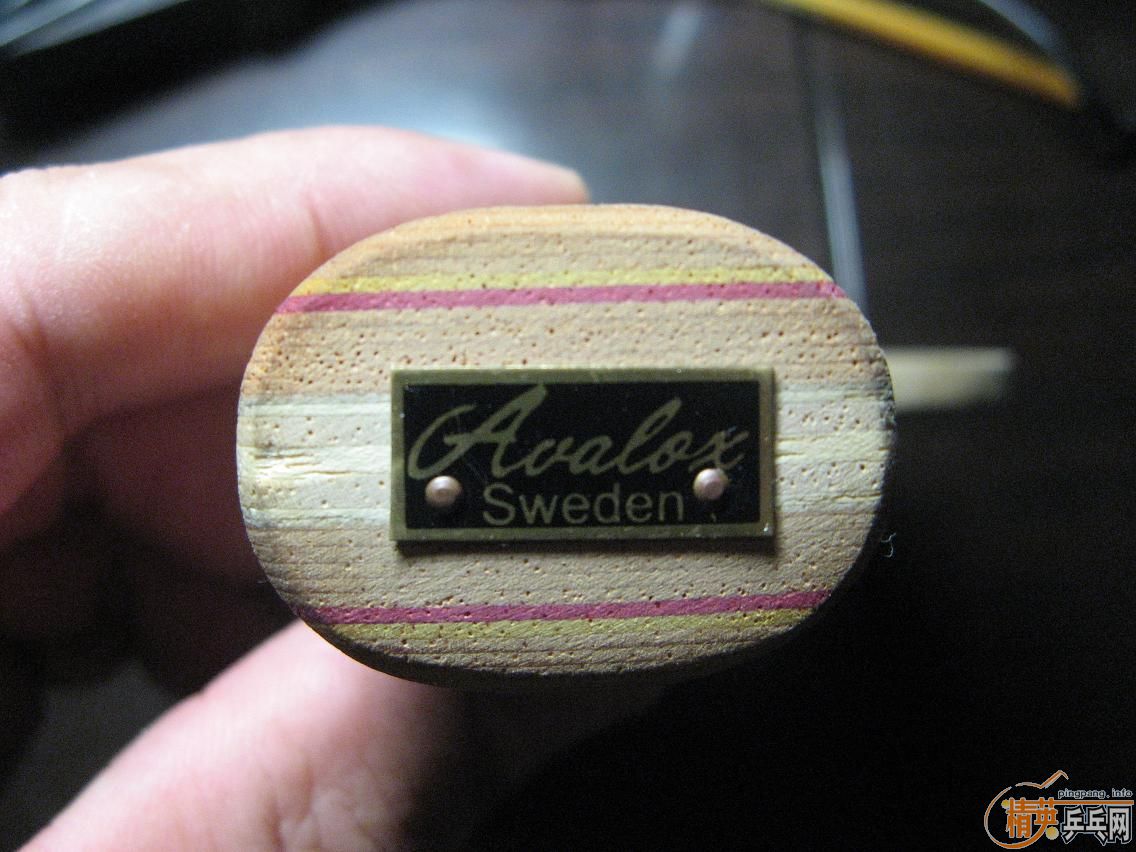 Avalox
Sweden
pingpang.info
精英乒乓网